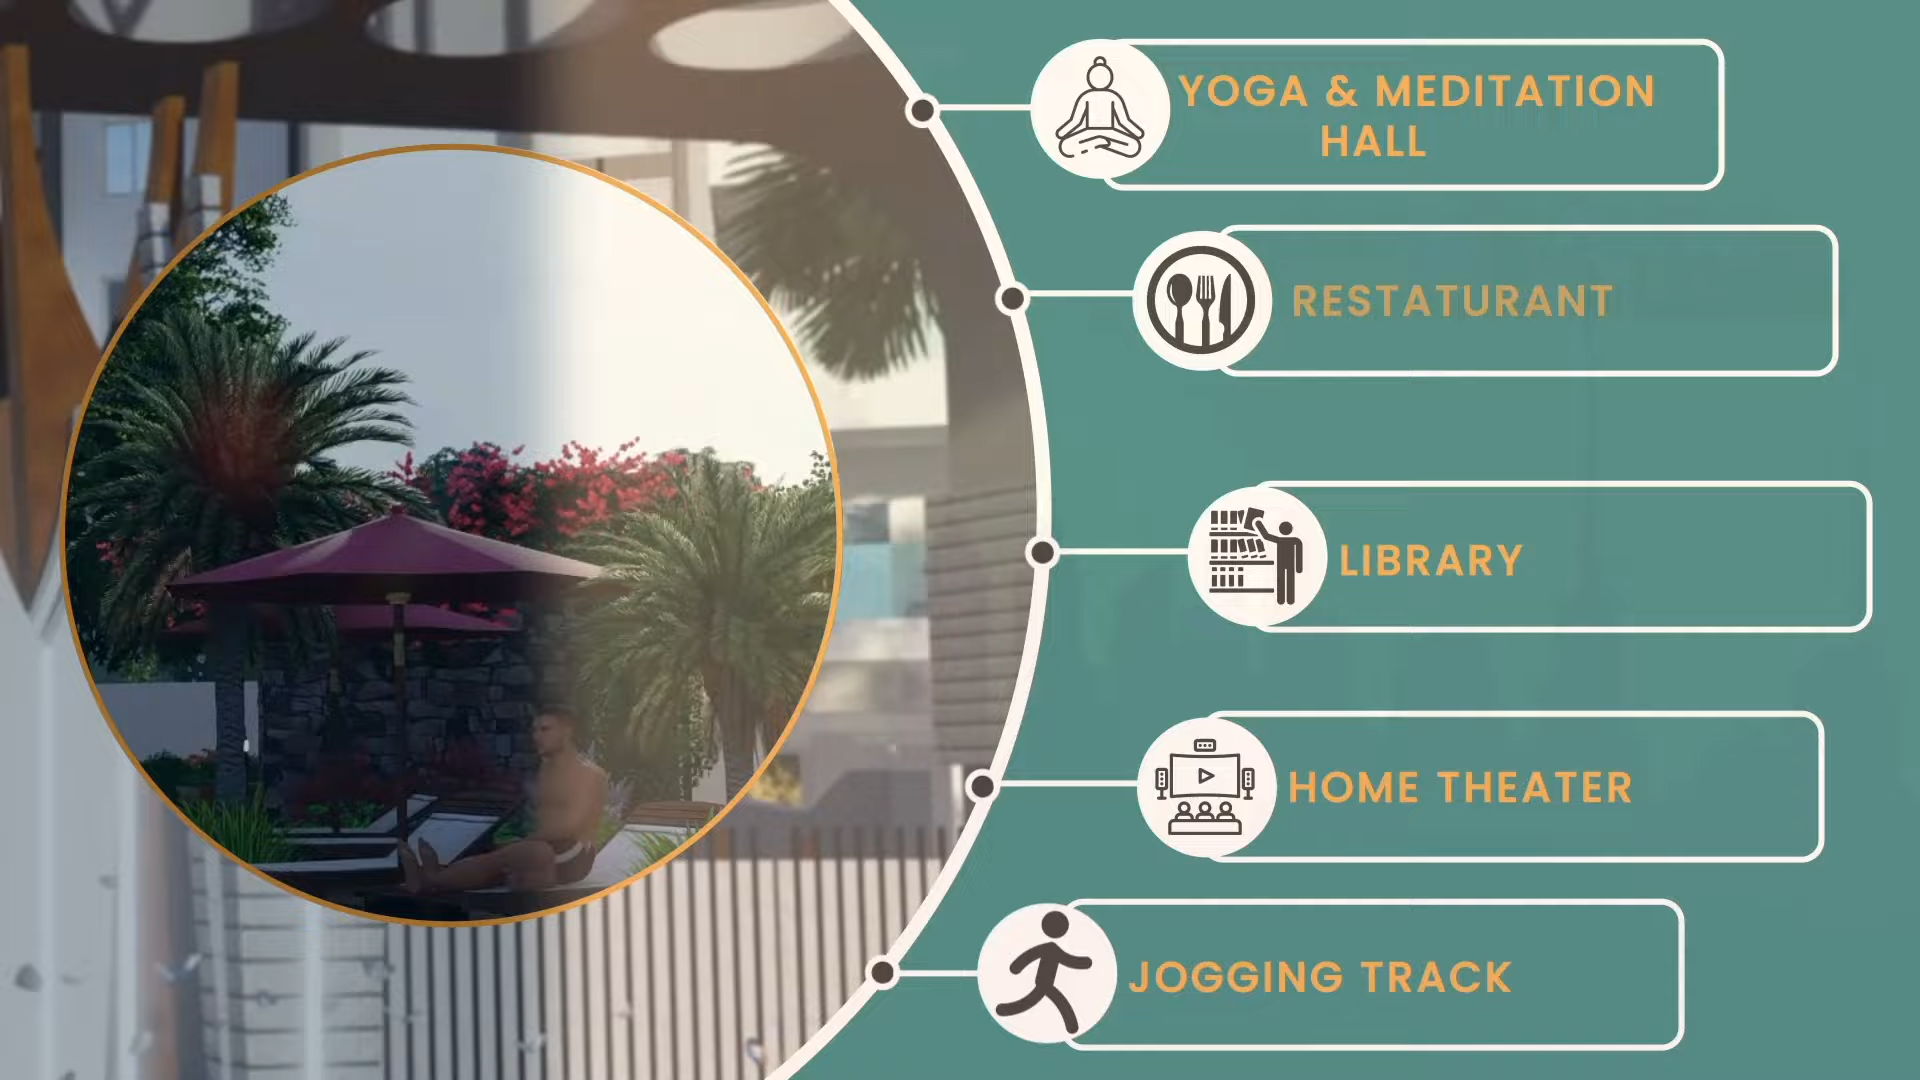 YOGA & MEDITATION
HALL
RESTATURANT
LIBRARY
HOME THEATER
JOGGING TRACK